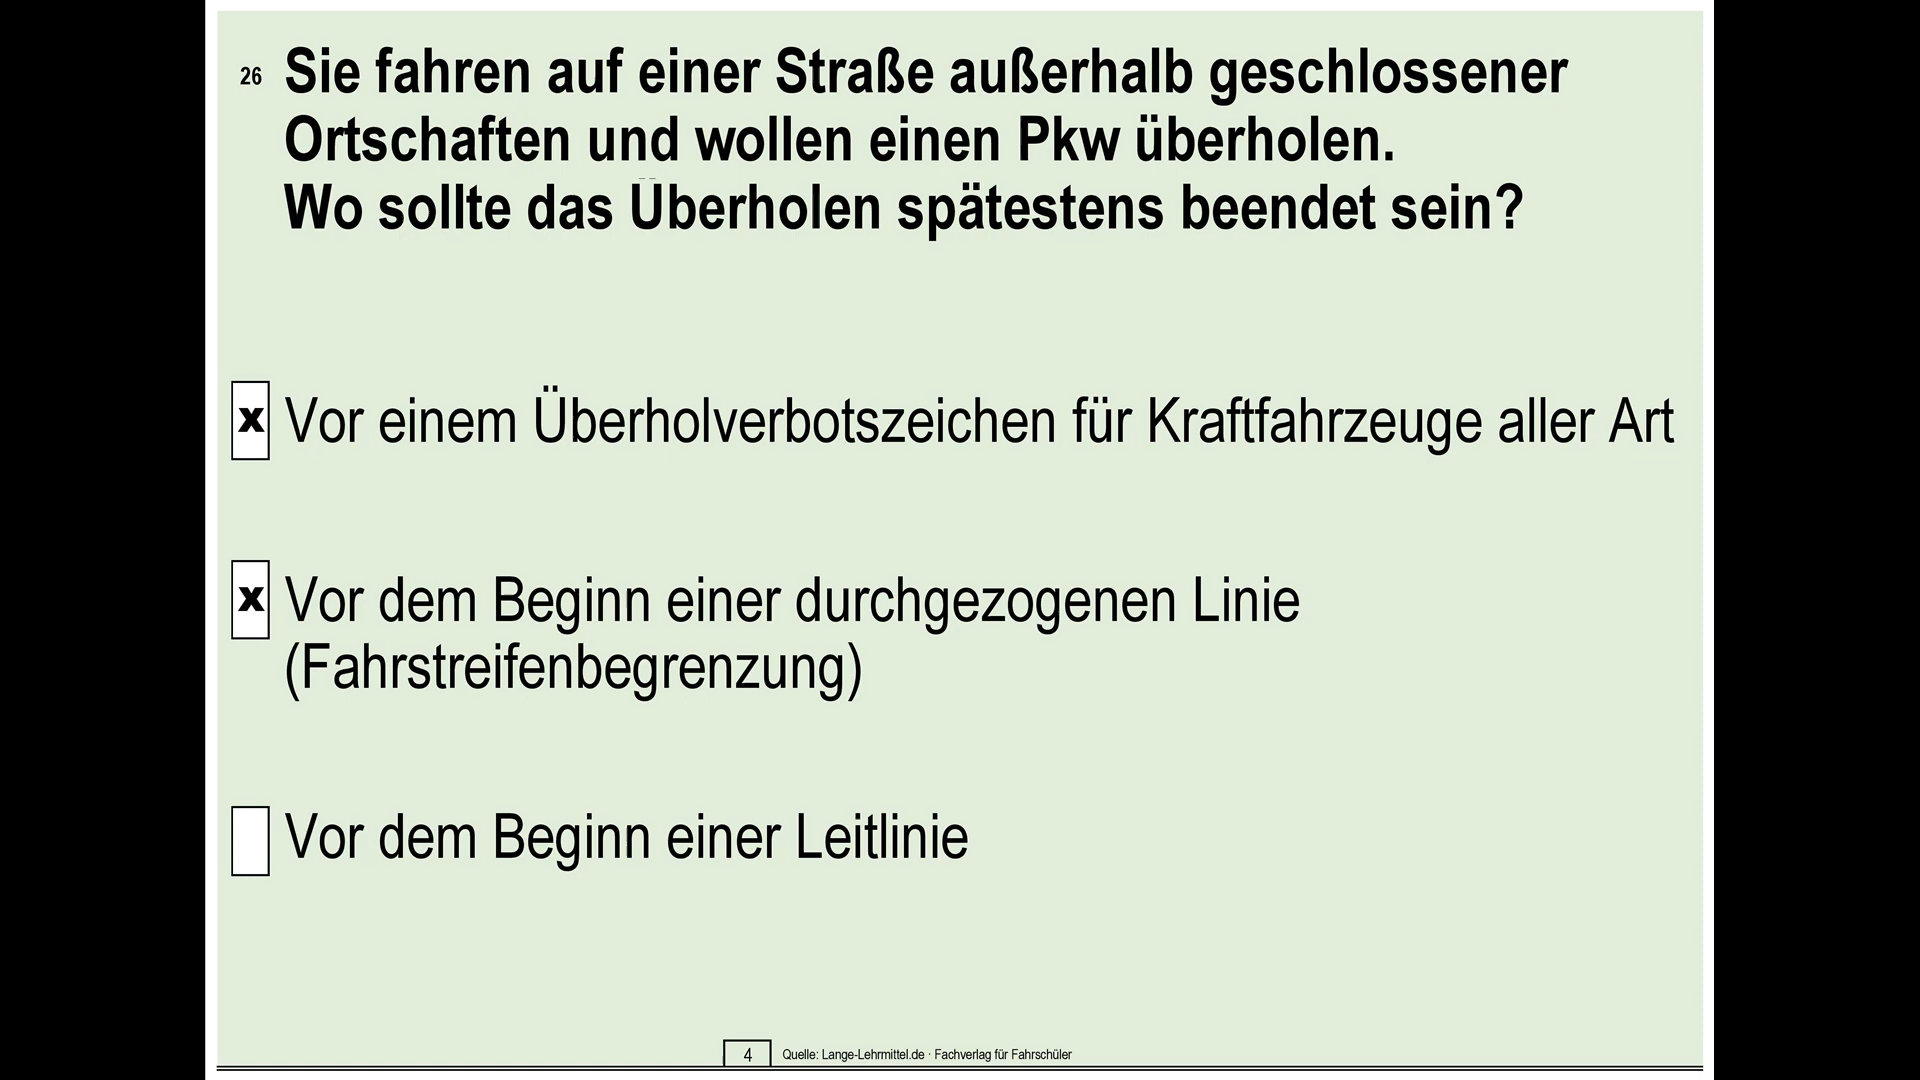 26 Sie fahren auf einer Straße außerhalb geschlossener
Ortschaften und wollen einen Pkw überholen.
Wo sollte das Überholen spätestens beendet sein?
x Vor einem Überholverbotszeichen für Kraftfahrzeuge aller Art
x Vor dem Beginn einer durchgezogenen Linie
(Fahrstreifenbegrenzung)
Vor dem Beginn einer Leitlinie
4 Quelle: Lange-Lehrmittel.de · Fachverlag für Fahrschüler